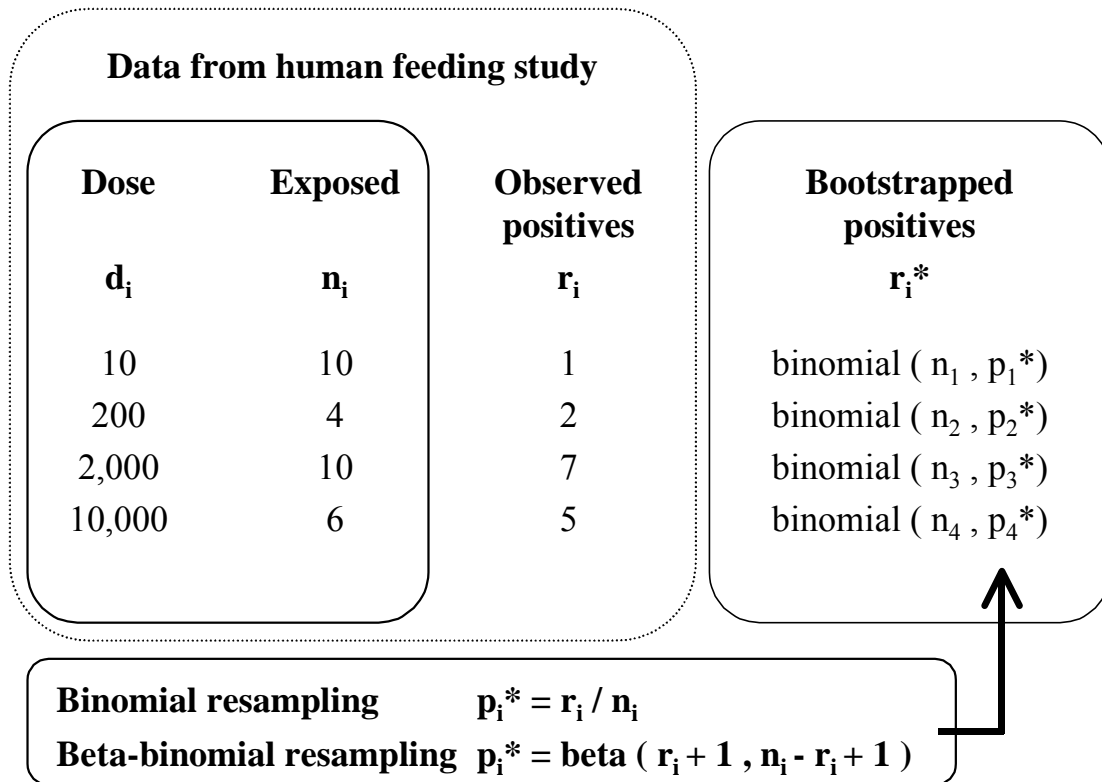 Data from human feeding study
Dose Exposed Observed positives Bootstrapped positives
d_i n_i r_i r_i*
10 10 1 binomial ( n_1 , p_1*)
200 4 2 binomial ( n_2 , p_2*)
2,000 10 7 binomial ( n_3 , p_3*)
10,000 6 5 binomial ( n_4 , p_4*)
Binomial resampling p_i* = r_i / n_i
Beta-binomial resampling p_i* = beta ( r_i + 1 , n_i - r_i + 1 )